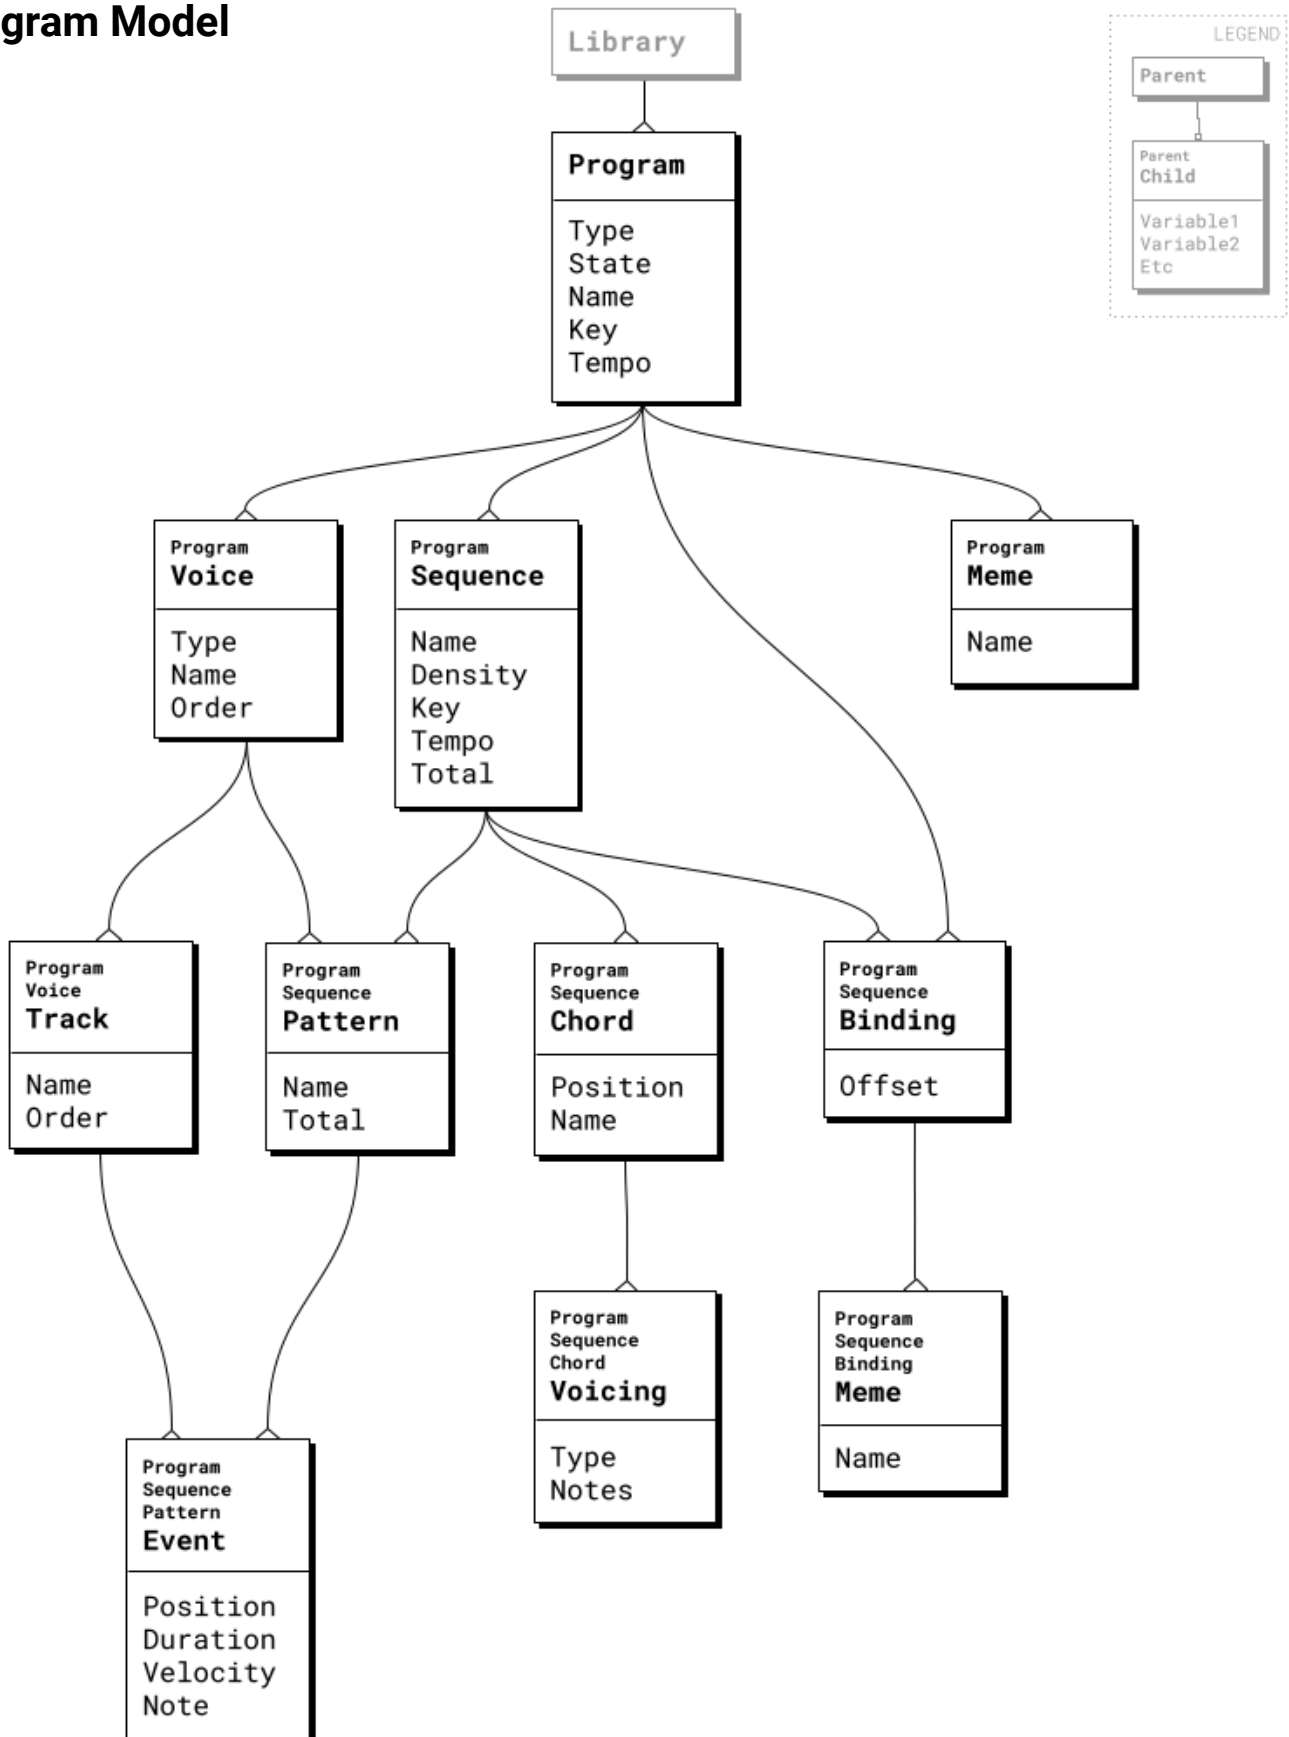 gram Model
Library
LEGEND
Parent
Parent
Child
Variable1
Variable2
Etc
Program
Type
State
Name
Key
Tempo
Program
Voice
Type
Name
Order
Program
Sequence
Name
Density
Key
Tempo
Total
Program
Meme
Name
Program
Voice
Track
Name
Order
Program
Sequence
Pattern
Name
Total
Program
Sequence
Chord
Position
Name
Program
Sequence
Binding
Offset
Program
Sequence
Pattern
Event
Position
Duration
Velocity
Note
Program
Sequence
Chord
Voicing
Type
Notes
Program
Sequence
Binding
Meme
Name